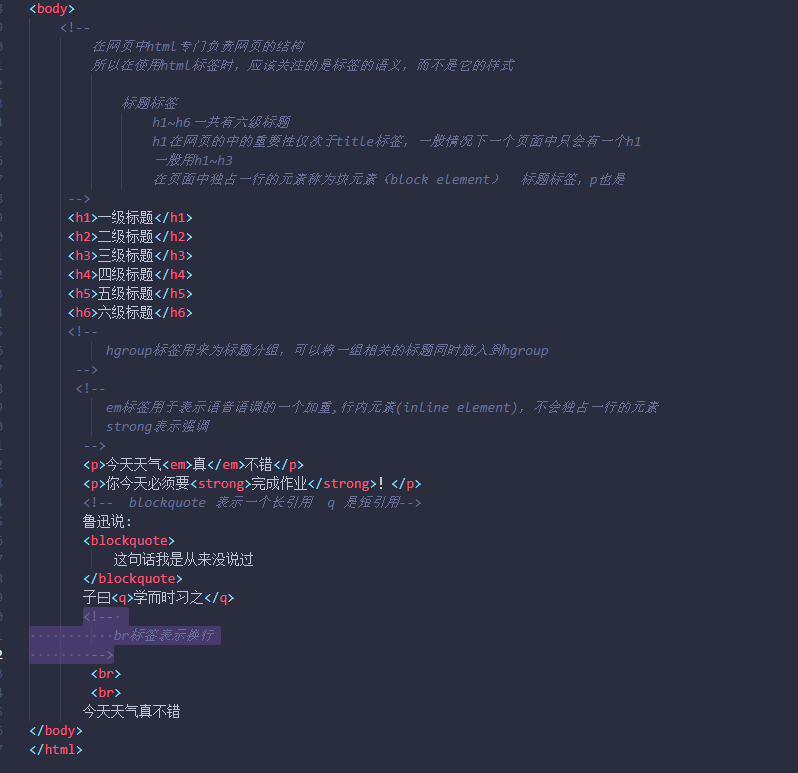 <body>
<!--
在网页中html专门负责网页的结构
所以在使用html标签时，应该关注的是标签的语义，而不是它的样式
标题标签
h1~h6一共有六级标题
h1在网页的中的重要性仅次于title标签，一般情况下一个页面中只会有一个h1
一般用h1~h3
在页面中独占一行的元素称为块元素（block element）  标题标签，p也是
-->
<h1>一级标题</h1>
<h2>二级标题</h2>
<h3>三级标题</h3>
<h4>四级标题</h4>
<h5>五级标题</h5>
<h6>六级标题</h6>
<!--
hgroup标签用来为标题分组，可以将一组相关的标题同时放入到hgroup
-->
<!--
em标签用于表示语音语调的一个加重,行内元素(inline element)，不会独占一行的元素
strong表示强调
-->
<p>今天天气<em>真</em>不错</p>
<p>你今天必须要<strong>完成作业</strong>！</p>
<!--  blockquote 表示一个长引用  q 是短引用-->
鲁迅说：
<blockquote>
这句话我是从来没说过
</blockquote>
子曰<q>学而时习之</q>
<!--
br标签表示换行
-->
<br>
<br>
今天天气真不错
</body>
</html>